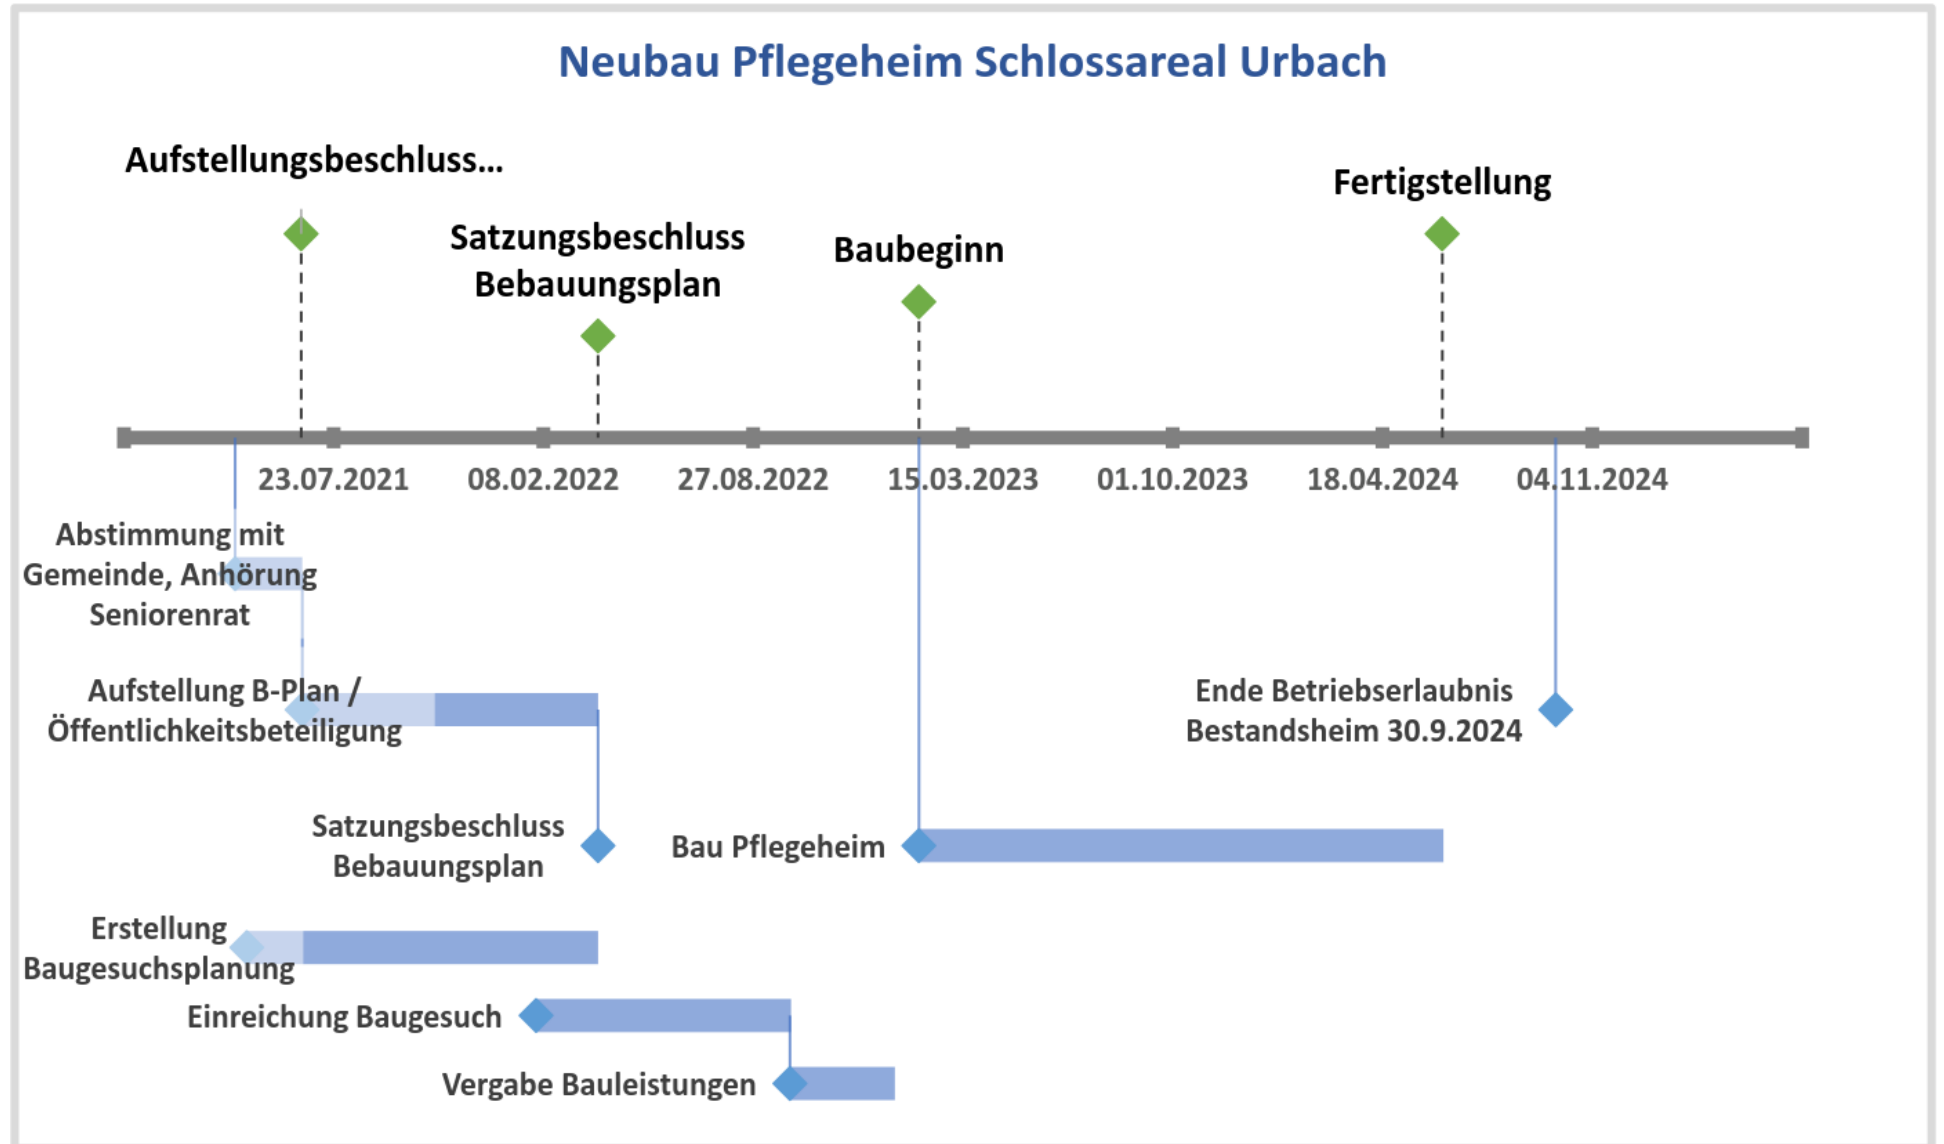 Neubau Pflegeheim Schlossareal Urbach
Aufstellungsbeschluss...
Satzungsbeschluss
Bebauungsplan
Baubeginn
Fertigstellung
23.07.2021
08.02.2022
27.08.2022
15.03.2023
01.10.2023
18.04.2024
04.11.2024
Abstimmung mit
Gemeinde, Anhörung
Seniorenrat
Aufstellung B-Plan /
Öffentlichkeitsbeteiligung
Ende Betriebserlaubnis
Bestandsheim 30.9.2024
Satzungsbeschluss
Bebauungsplan
Bau Pflegeheim
Erstellung
Baugesuchsplanung
Einreichung Baugesuch
Vergabe Bauleistungen